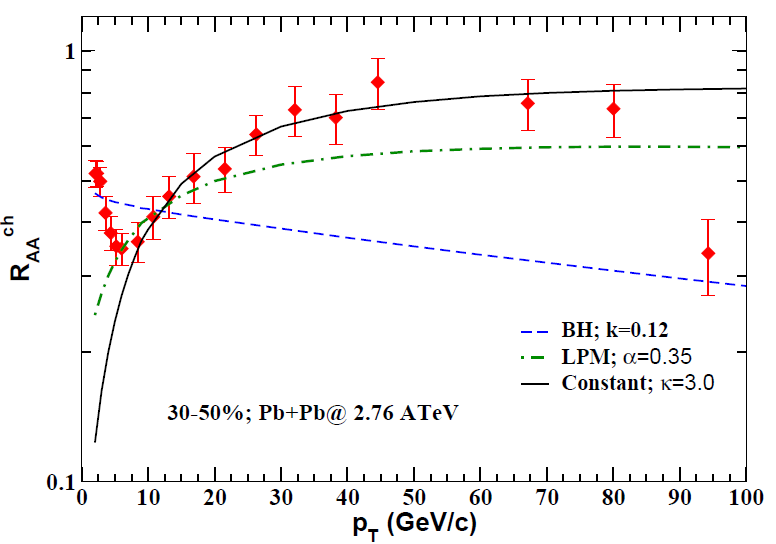 1
R_AA^ch
BH; k=0.12
LPM; α=0.35
Constant; κ=3.0
30-50%; Pb+Pb@ 2.76 ATeV
0.1
0 10 20 30 40 50 60 70 80 90 100
p_T (GeV/c)